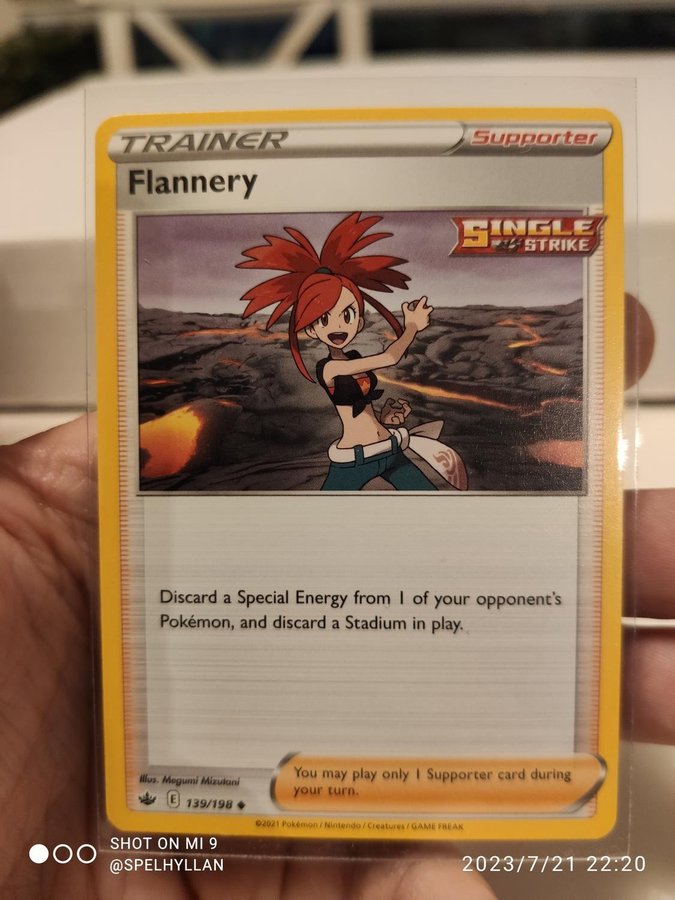 TRAINER Supporter
Flannery
SINGLE
STRIKE
Discard a Special Energy from 1 of your opponent's
Pokémon, and discard a Stadium in play.
Illus. Megumi Mizutani
You may play only 1 Supporter card during
your turn.
E 139/198
©2021 Pokémon / Nintendo / Creatures / GAME FREAK
SHOT ON MI 9
@SPELHYLLAN
2023/7/21 22:20